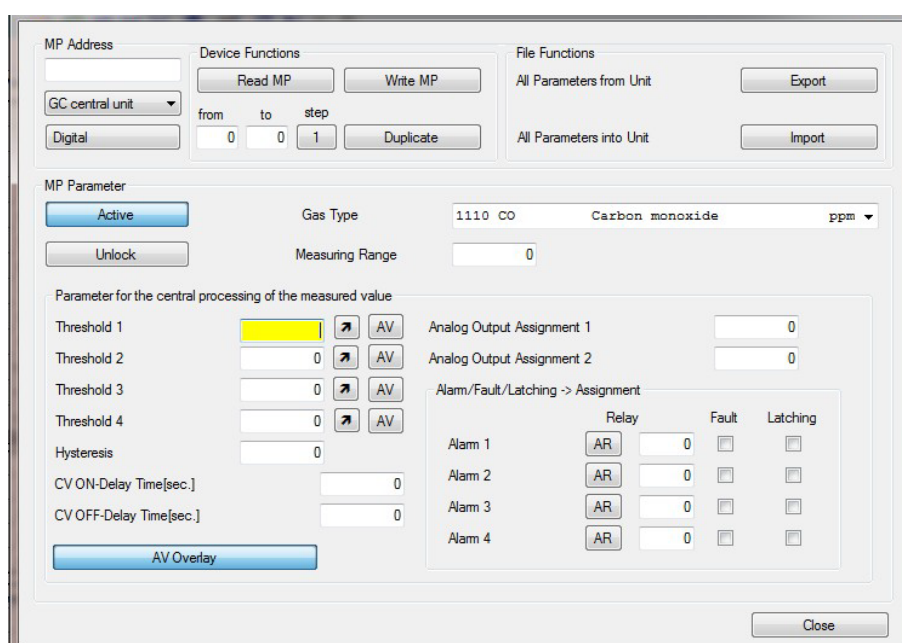 MP Address
Device Functions
File Functions
Read MP
Write MP
All Parameters from Unit
Export
GC central unit
from
to
step
Digital
0
0
1
Duplicate
All Parameters into Unit
Import
MP Parameter
Active
Gas Type
1110 CO Carbon monoxide ppm
Unlock
Measuring Range
0
Parameter for the central processing of the measured value
Threshold 1
AV
Threshold 2
0
AV
Threshold 3
0
AV
Threshold 4
0
AV
Hysteresis
0
CV ON-Delay Time[sec.]
0
CV OFF-Delay Time[sec.]
0
AV Overlay
Analog Output Assignment 1
0
Analog Output Assignment 2
0
Alarm/Fault/Latching -> Assignment
Relay
Fault
Latching
Alarm 1
AR
0
Alarm 2
AR
0
Alarm 3
AR
0
Alarm 4
AR
0
Close